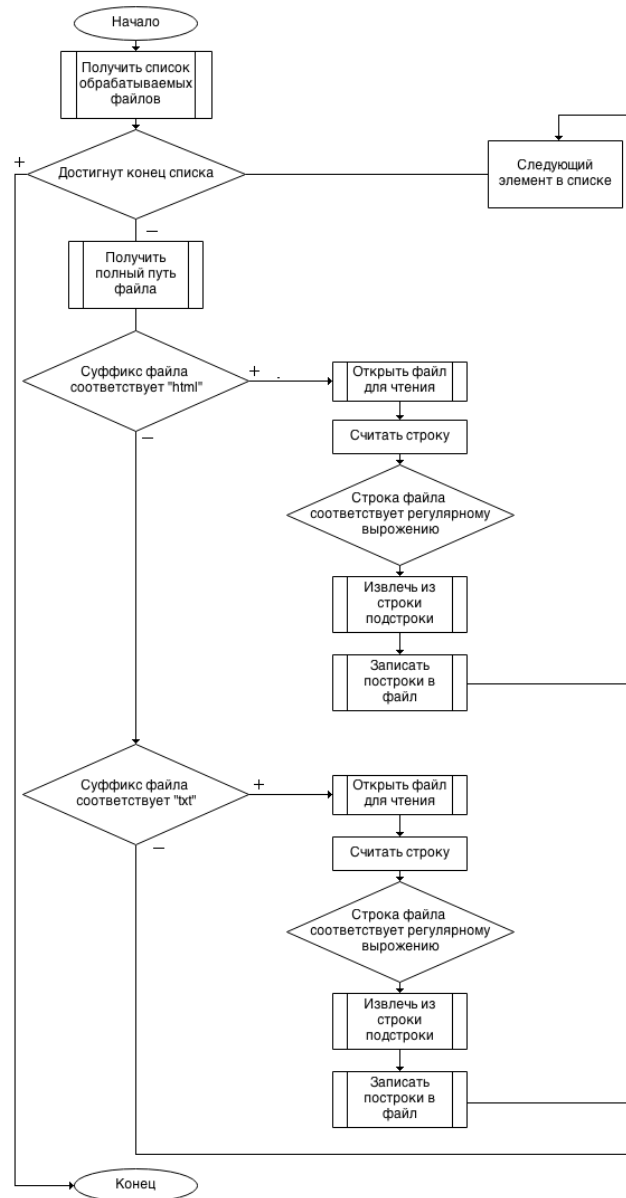 Начало
Получить список
обрабатываемых
файлов
+
Достигнут конец списка
Следующий
элемент в списке
—
Получить
полный путь
файла
Суффикс файла
соответствует "html"
+
—
Открыть файл
для чтения
Считать строку
Строка файла
соответствует регулярному
вырожению
Извлечь из
строки
подстроки
Записать
построки в
файл
Суффикс файла
соответствует "txt"
+
—
Открыть файл
для чтения
Считать строку
Строка файла
соответствует регулярному
вырожению
Извлечь из
строки
подстроки
Записать
построки в
файл
Конец